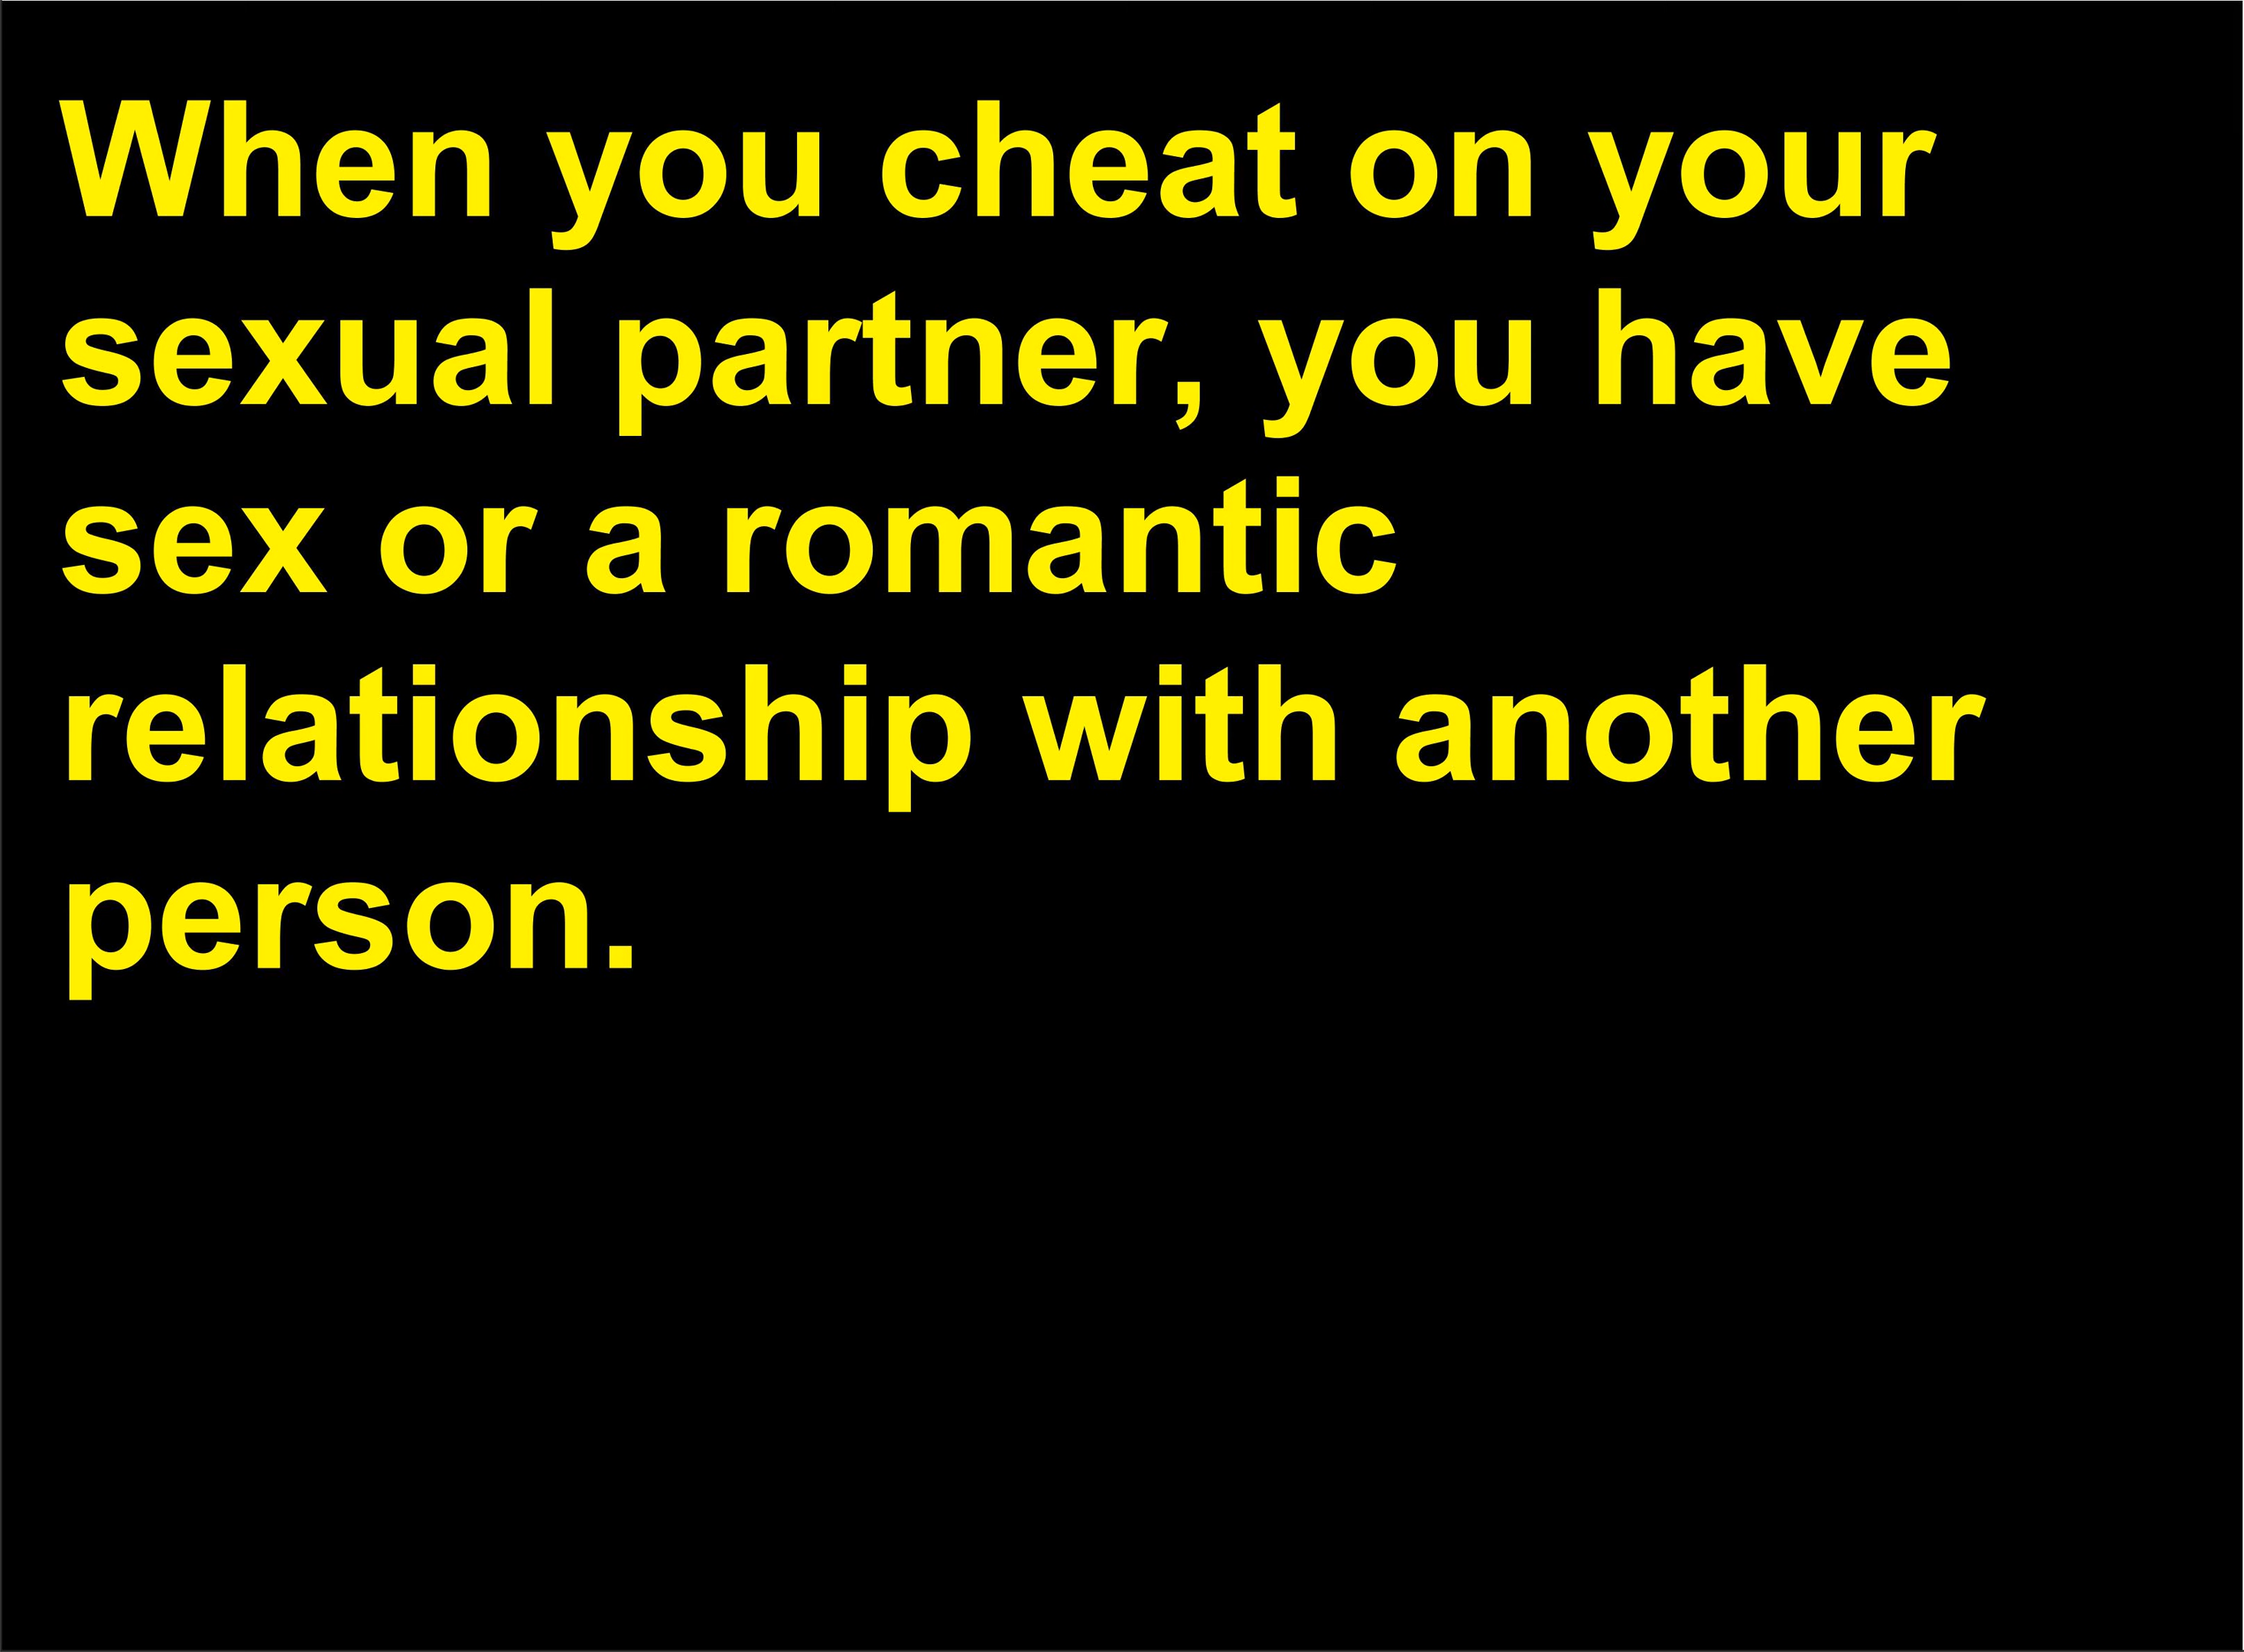 When you cheat on your
sexual partner, you have
sex or a romantic
relationship with another
person.